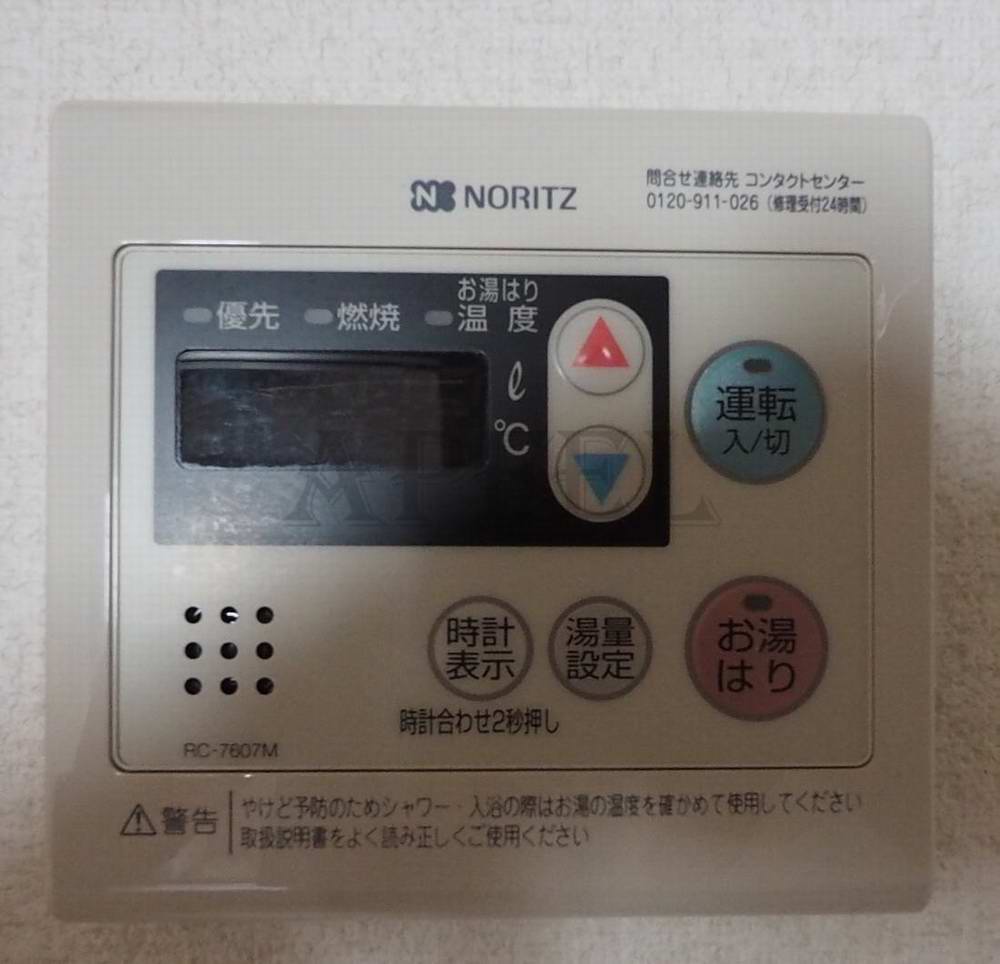 NORITZ
問合せ連絡先 コンタクトセンター
0120-911-026（修理受付24時間）
優先
燃焼
お湯はり
温度
ℓ
℃
運転
入/切
時計
表示
湯量
設定
お湯
はり
時計合わせ2秒押し
RC-7607M
警告
やけど予防のためシャワー・入浴の際はお湯の温度を確かめて使用してください
取扱説明書をよく読み正しくご使用ください